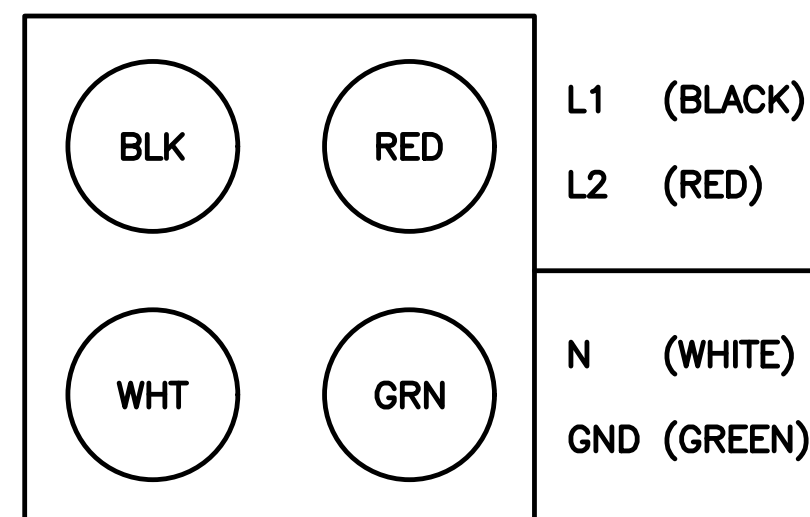 BLK RED
WHT GRN
L1 (BLACK)
L2 (RED)
N (WHITE)
GND (GREEN)